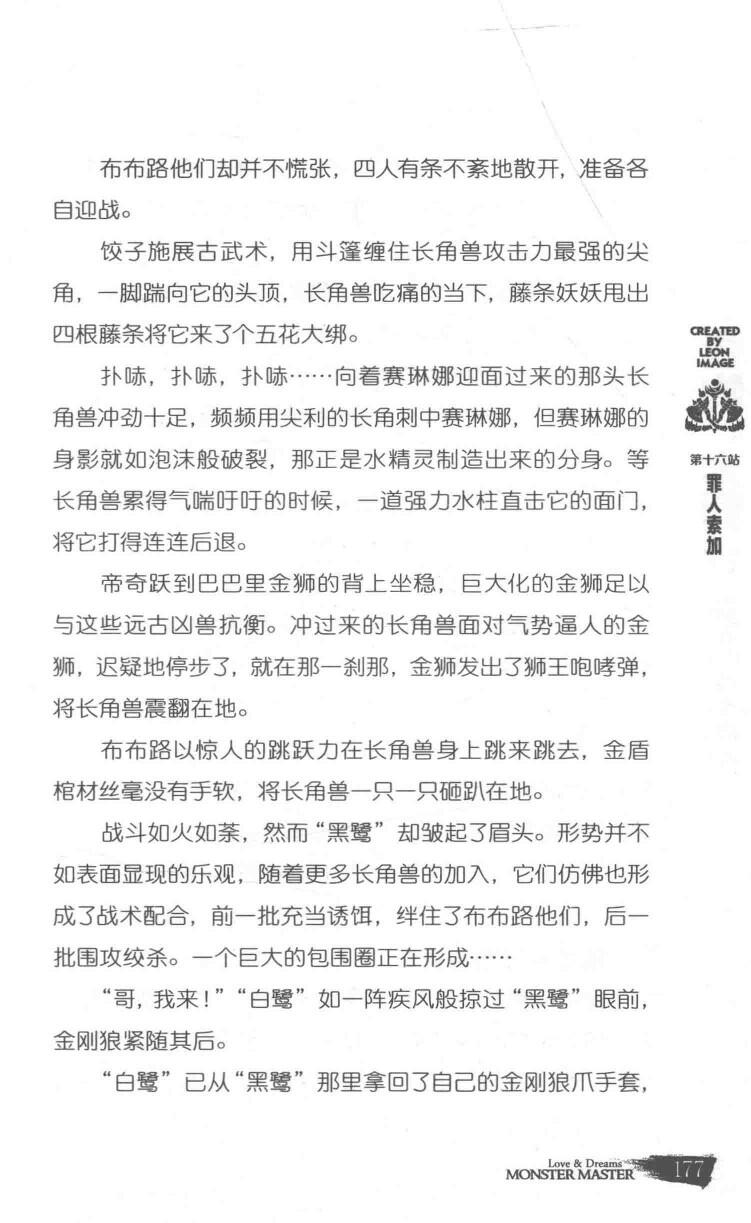 布布路他们却并不慌张，四人有条不紊地散开，准备各
自迎战。
饺子施展古武术，用斗篷缠住长角兽攻击力最强的尖
角，一脚踹向它的头顶，长角兽吃痛的当下，藤条妖妖甩出
四根藤条将它来了个五花大绑。
扑哧，扑哧，扑哧……向着赛琳娜迎面过来的那头长
角兽冲劲十足，频频用尖利的长角刺中赛琳娜，但赛琳娜的
身影就如泡沫般破裂，那正是水精灵制造出来的分身。等
长角兽累得气喘吁吁的时候，一道强力水柱直击它的面门，
将它打得连连后退。
帝奇跃到巴巴里金狮的背上坐稳，巨大化的金狮足以
与这些远古凶兽抗衡。冲过来的长角兽面对气势逼人的金
狮，迟疑地停步了，就在那一刹那，金狮发出了狮王咆哮弹，
将长角兽震翻在地。
布布路以惊人的跳跃力在长角兽身上跳来跳去，金盾
棺材丝毫没有手软，将长角兽一只一只砸趴在地。
战斗如火如荼，然而“黑鹭”却皱起了眉头。形势并不
如表面显现的乐观，随着更多长角兽的加入，它们仿佛也形
成了战术配合，前一批充当诱饵，绊住了布布路他们，后一
批围攻绞杀。一个巨大的包围圈正在形成……
“哥，我来！”“白鹭”如一阵疾风般掠过“黑鹭”眼前，
金刚狼紧随其后。
“白鹭”已从“黑鹭”那里拿回了自己的金刚狼爪手套，
CREATED
BY
LEON
IMAGE
第十六站
罪人索加
Love & Dreams
MONSTER MASTER
177